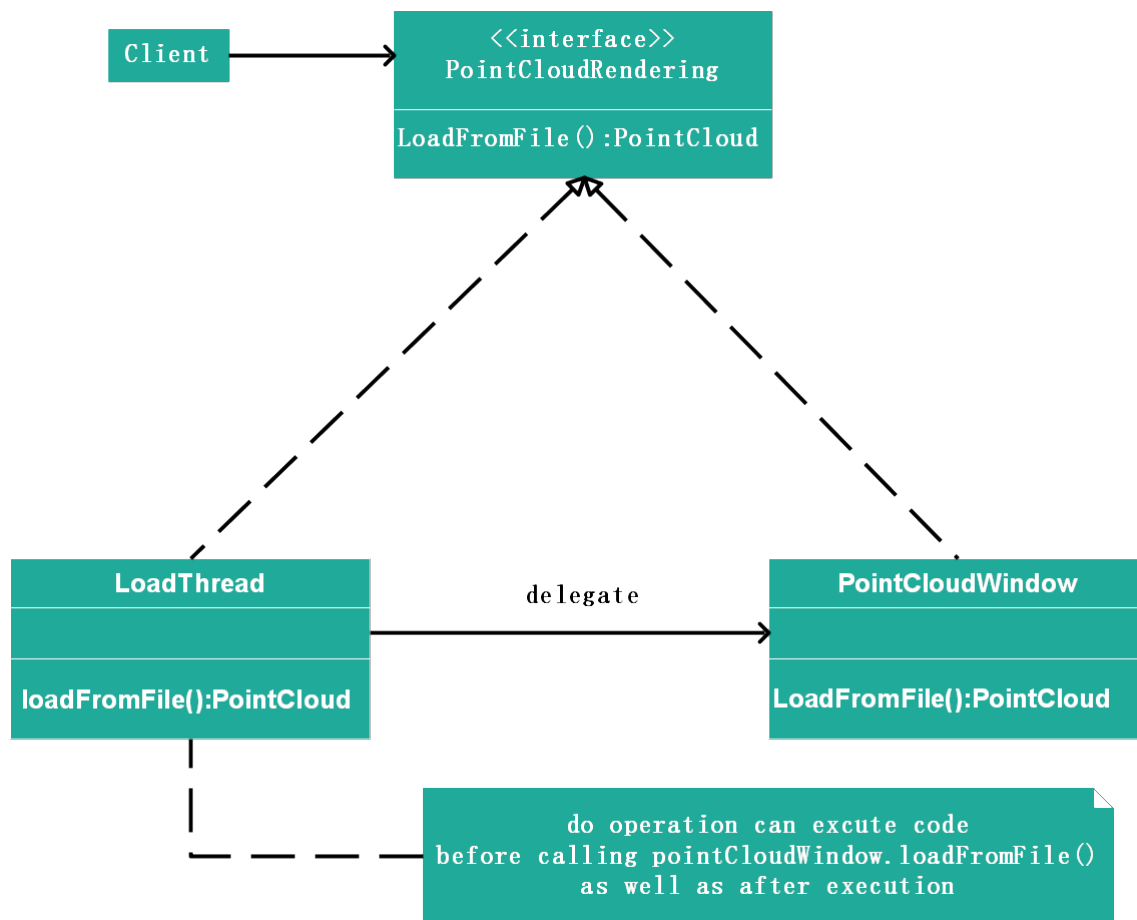 Client
<<interface>>
PointCloudRendering
LoadFromFile():PointCloud
LoadThread
loadFromFile():PointCloud
delegate
PointCloudWindow
LoadFromFile():PointCloud
do operation can excute code
before calling pointCloudWindow.loadFromFile()
as well as after execution